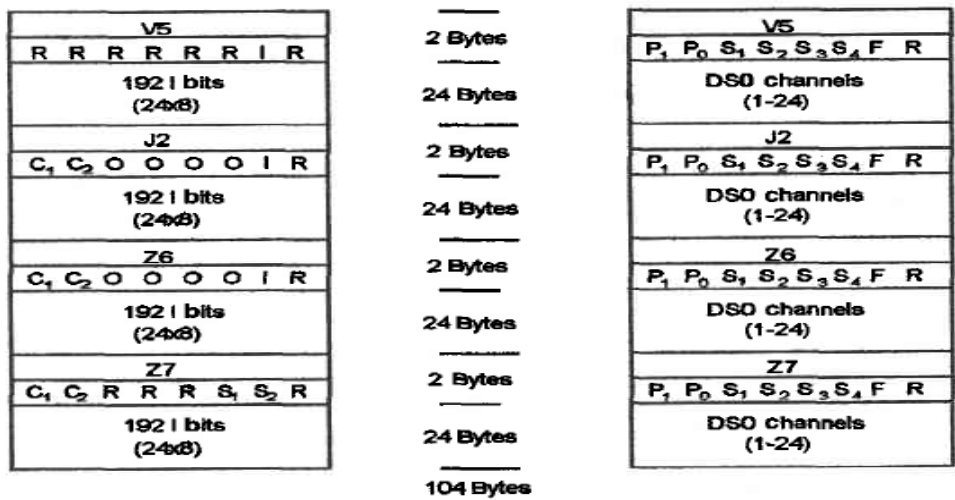 V5
R R R R R R I R
192 I bits
(24x8)
J2
C₁ C₂ O O O O I R
192 I bits
(24x8)
Z6
C₁ C₂ O O O O I R
192 I bits
(24x8)
Z7
C₁ C₂ R R R S₁ S₂ R
192 I bits
(24x8)
2 Bytes
24 Bytes
2 Bytes
24 Bytes
2 Bytes
24 Bytes
2 Bytes
24 Bytes
104 Bytes
V5
P₁ P₀ S₁ S₂ S₃ S₄ F R
DS0 channels
(1-24)
J2
P₁ P₀ S₁ S₂ S₃ S₄ F R
DS0 channels
(1-24)
Z6
P₁ P₀ S₁ S₂ S₃ S₄ F R
DS0 channels
(1-24)
Z7
P₁ P₀ S₁ S₂ S₃ S₄ F R
DS0 channels
(1-24)